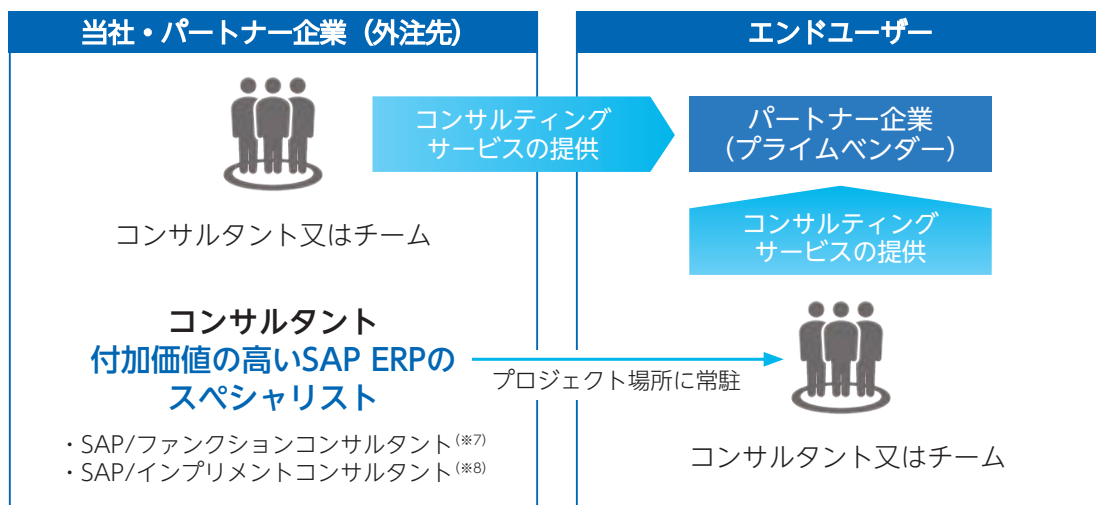 当社・パートナー企業（外注先）
コンサルタント又はチーム
コンサルティング
サービスの提供
コンサルタント
付加価値の高いSAP ERPの
スペシャリスト
・SAP/ファンクションコンサルタント(※7)
・SAP/インプリメントコンサルタント(※8)
プロジェクト場所に常駐
エンドユーザー
パートナー企業
（プライムベンダー）
コンサルティング
サービスの提供
コンサルタント又はチーム